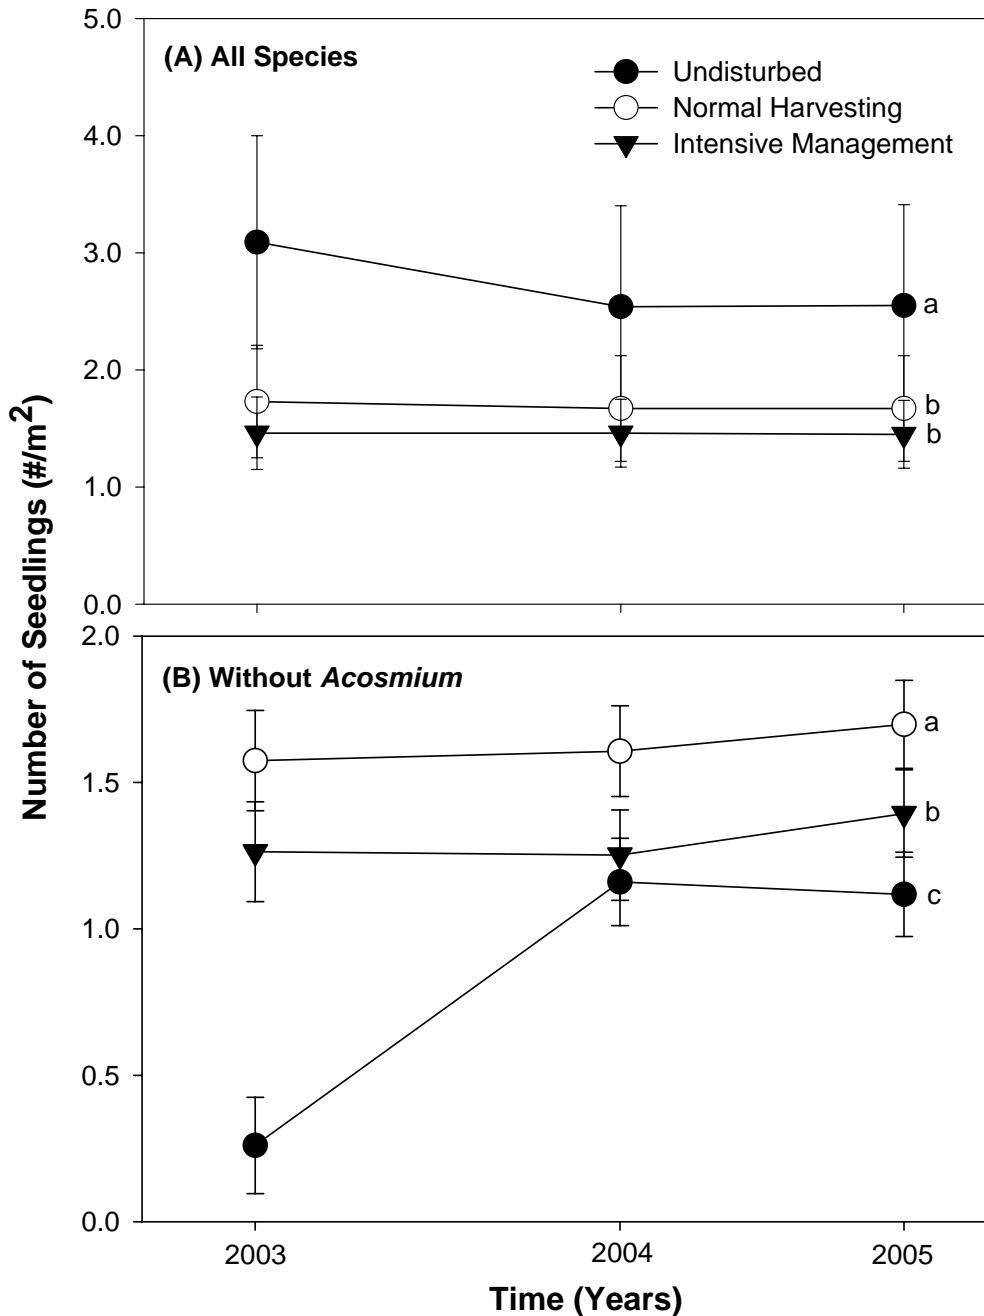 5.0
(A) All Species
Undisturbed
Normal Harvesting
Intensive Management
4.0
3.0
2.0
1.0
0.0
a
b
b
Number of Seedlings (#/m2)
2.0
(B) Without Acosmium
1.5
1.0
0.5
0.0
a
b
c
2003
2004
2005
Time (Years)